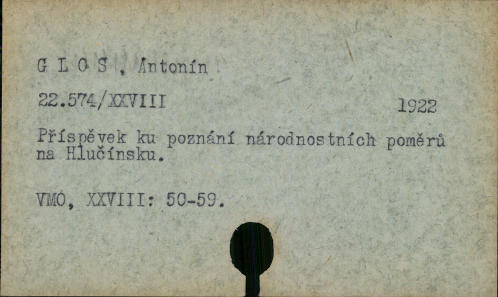 G L O S , Antonín
22.574/XXVIII 1922
Příspěvek ku poznání národnostních poměrů
na Hlučínsku.
VMO, XXVIII: 50-59.